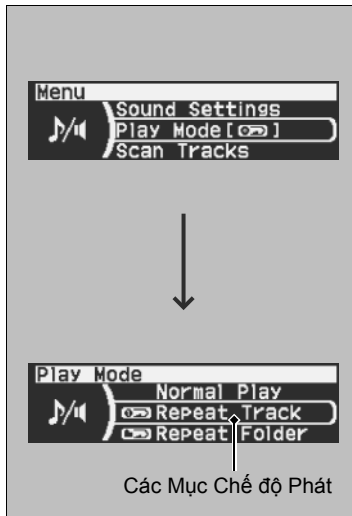 Menu
Sound Settings
Play Mode[ ]
Scan Tracks
Play Mode
Normal Play
Repeat Track
Repeat Folder
Các Mục Chế độ Phát